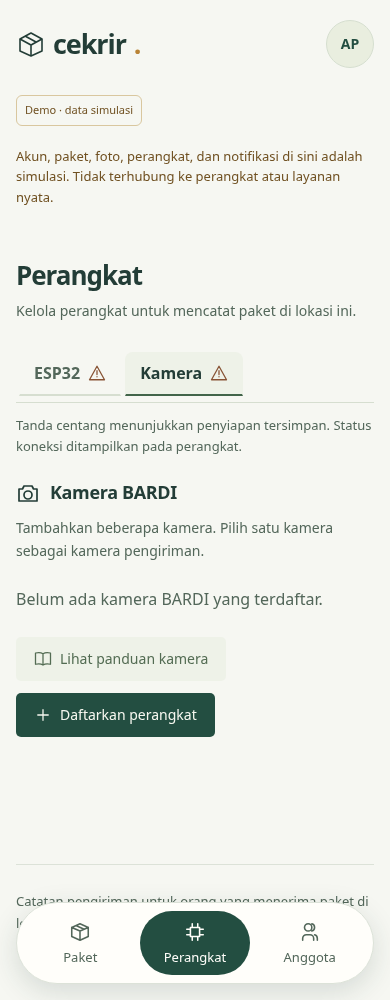 cekrir .
AP
Demo · data simulasi
Akun, paket, foto, perangkat, dan notifikasi di sini adalah
simulasi. Tidak terhubung ke perangkat atau layanan
nyata.
Perangkat
Kelola perangkat untuk mencatat paket di lokasi ini.
ESP32
Kamera
Tanda centang menunjukkan penyiapan tersimpan. Status
koneksi ditampilkan pada perangkat.
Kamera BARDI
Tambahkan beberapa kamera. Pilih satu kamera
sebagai kamera pengiriman.
Belum ada kamera BARDI yang terdaftar.
Lihat panduan kamera
Daftarkan perangkat
Catatan pengiriman untuk orang yang menerima paket di
Paket
Perangkat
Anggota